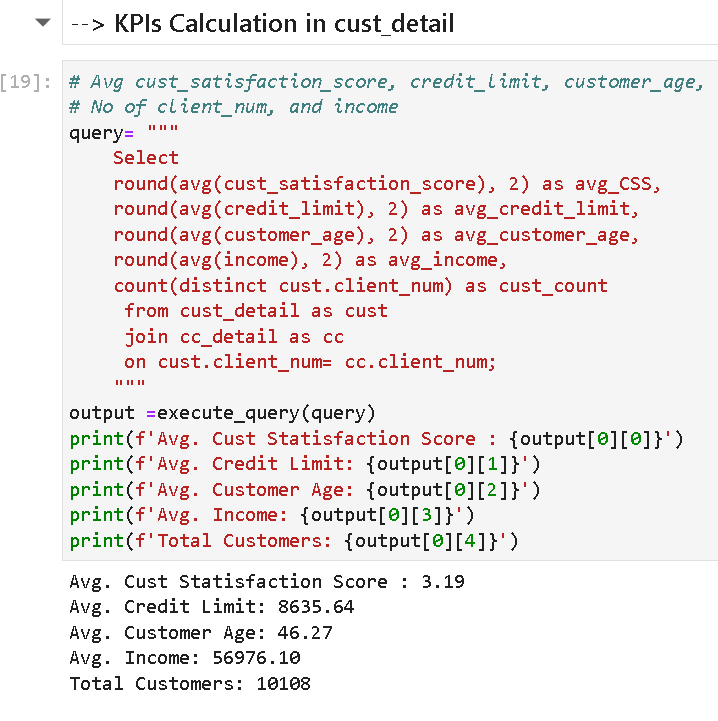 --> KPIs Calculation in cust_detail
[19]:
# Avg cust_satisfaction_score, credit_limit, customer_age,
# No of client_num, and income
query= """
    Select
    round(avg(cust_satisfaction_score), 2) as avg_CSS,
    round(avg(credit_limit), 2) as avg_credit_limit,
    round(avg(customer_age), 2) as avg_customer_age,
    round(avg(income), 2) as avg_income,
    count(distinct cust.client_num) as cust_count
     from cust_detail as cust
     join cc_detail as cc
     on cust.client_num= cc.client_num;
    """
output =execute_query(query)
print(f'Avg. Cust Statisfaction Score : {output[0][0]}')
print(f'Avg. Credit Limit: {output[0][1]}')
print(f'Avg. Customer Age: {output[0][2]}')
print(f'Avg. Income: {output[0][3]}')
print(f'Total Customers: {output[0][4]}')
Avg. Cust Statisfaction Score : 3.19
Avg. Credit Limit: 8635.64
Avg. Customer Age: 46.27
Avg. Income: 56976.10
Total Customers: 10108